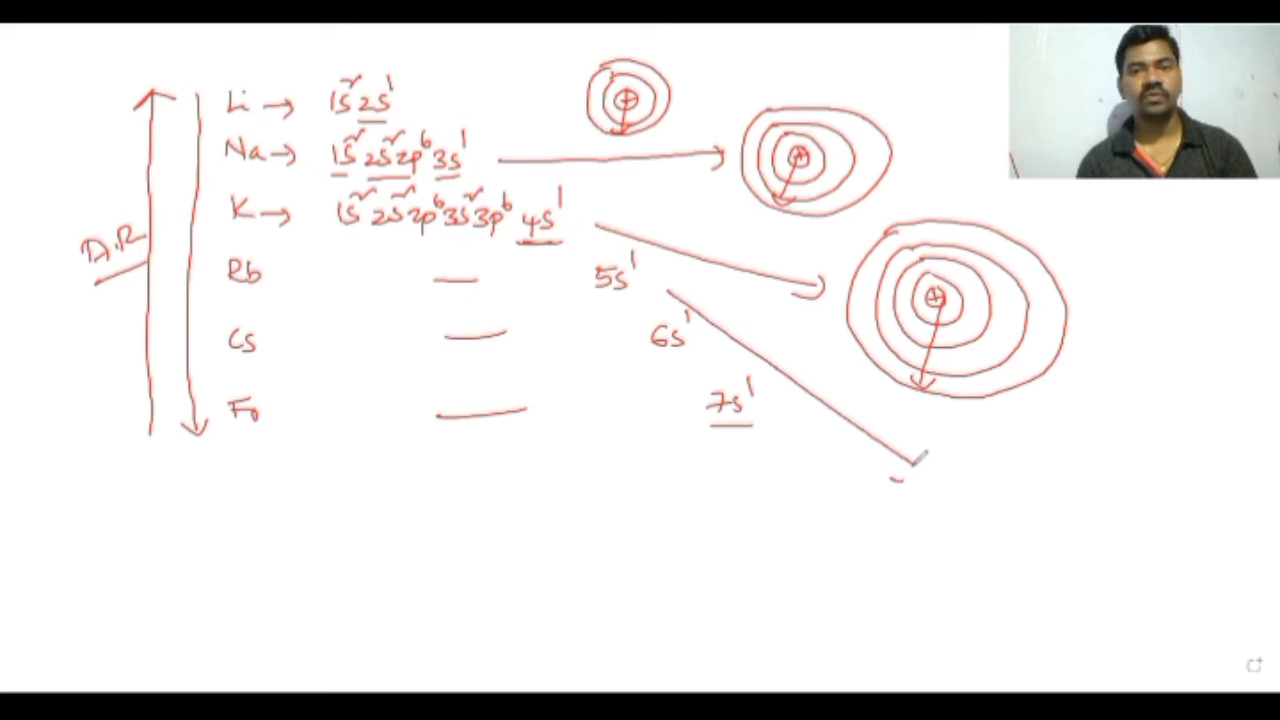 Li → 1s² 2s¹
Na → 1s² 2s² 2p⁶ 3s¹
K → 1s² 2s² 2p⁶ 3s² 3p⁶ 4s¹
A.R
Rb — 5s¹
Cs — 6s¹
Fr — 7s¹
+
+
+